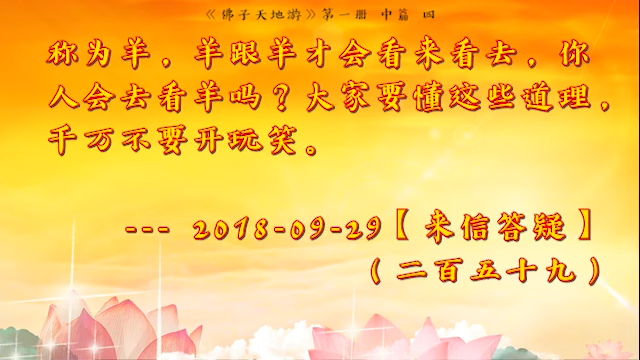 《佛子天地游》第一册 中篇 四
称为羊，羊跟羊才会看来看去，你
人会去看羊吗？大家要懂这些道理，
千万不要开玩笑。
--- 2018-09-29【来信答疑】
（二百五十九）